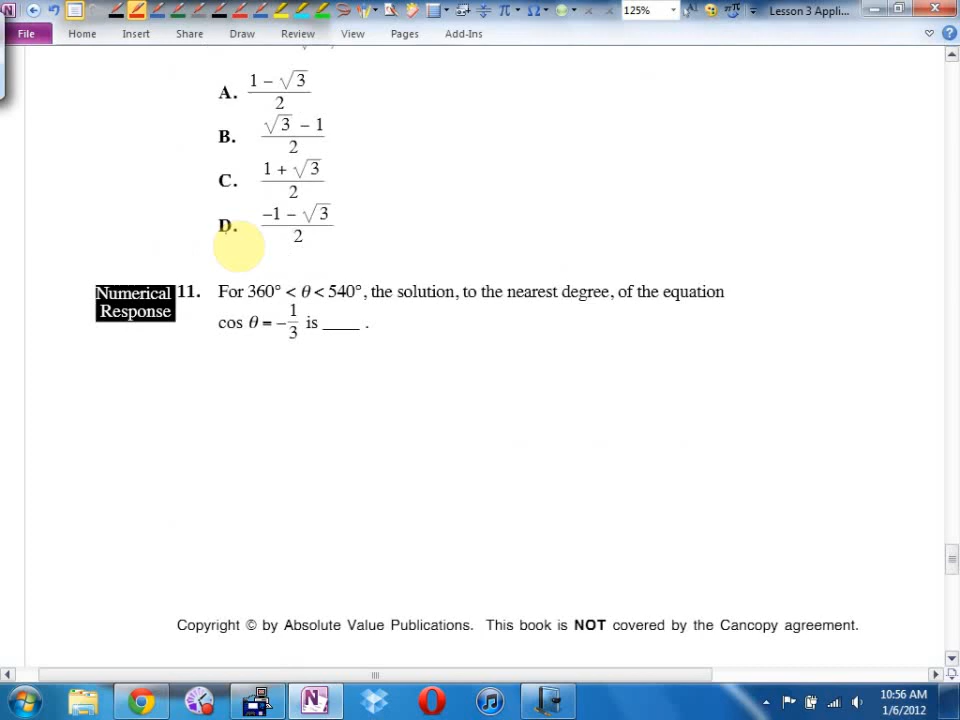 125% Lesson 3 Appli...
File Home Insert Share Draw Review View Pages Add-Ins
A. 1 − √3
2
B. √3 − 1
2
C. 1 + √3
2
D. −1 − √3
2
Numerical Response 11. For 360° < θ < 540°, the solution, to the nearest degree, of the equation
cos θ = − 1/3 is ____ .
Copyright © by Absolute Value Publications. This book is NOT covered by the Cancopy agreement.
10:56 AM
1/6/2012